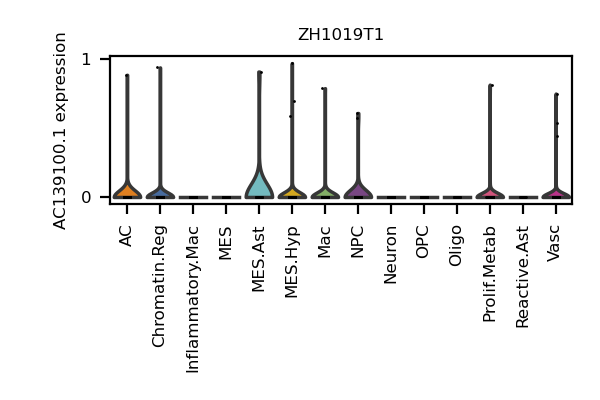 ZH1019T1
AC139100.1 expression
1
0
AC
Chromatin.Reg
Inflammatory.Mac
MES
MES.Ast
MES.Hyp
Mac
NPC
Neuron
OPC
Oligo
Prolif.Metab
Reactive.Ast
Vasc